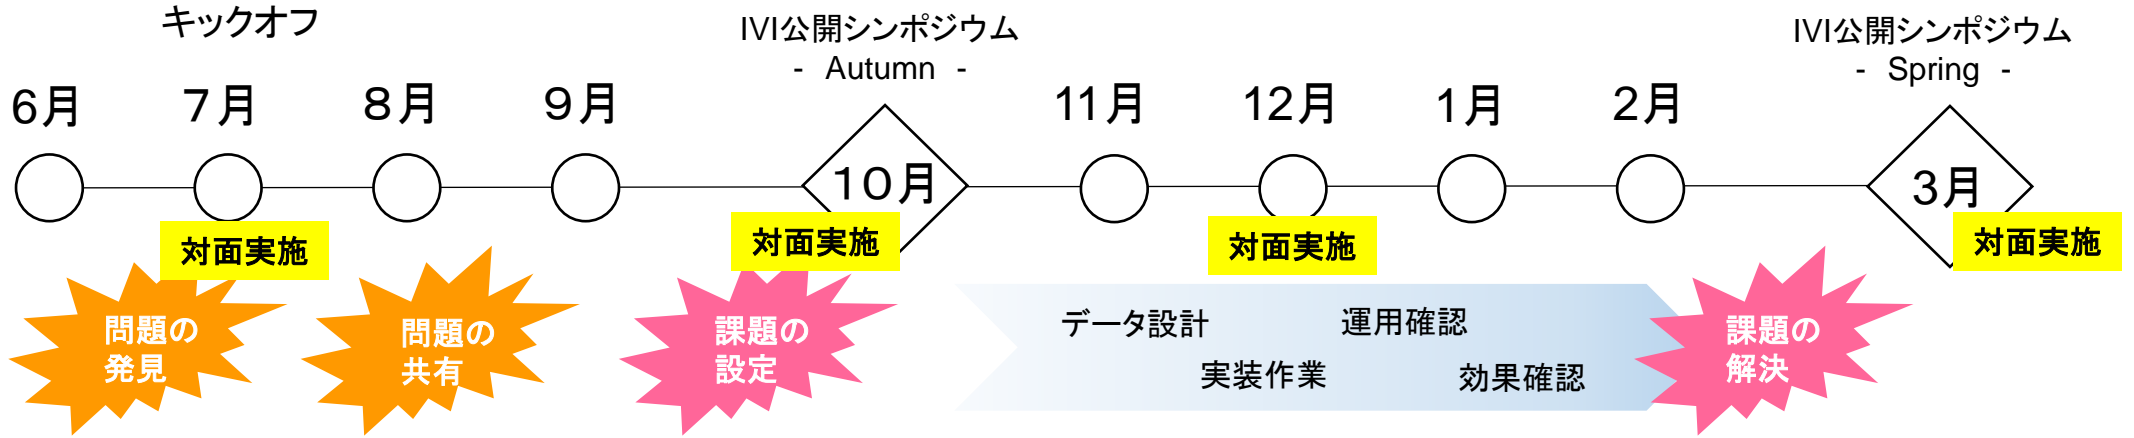 キックオフ
IVI公開シンポジウム
- Autumn -
IVI公開シンポジウム
- Spring -
6月
7月
8月
9月
10月
11月
12月
1月
2月
3月
対面実施
対面実施
対面実施
対面実施
問題の
発見
問題の
共有
課題の
設定
データ設計
実装作業
運用確認
効果確認
課題の
解決